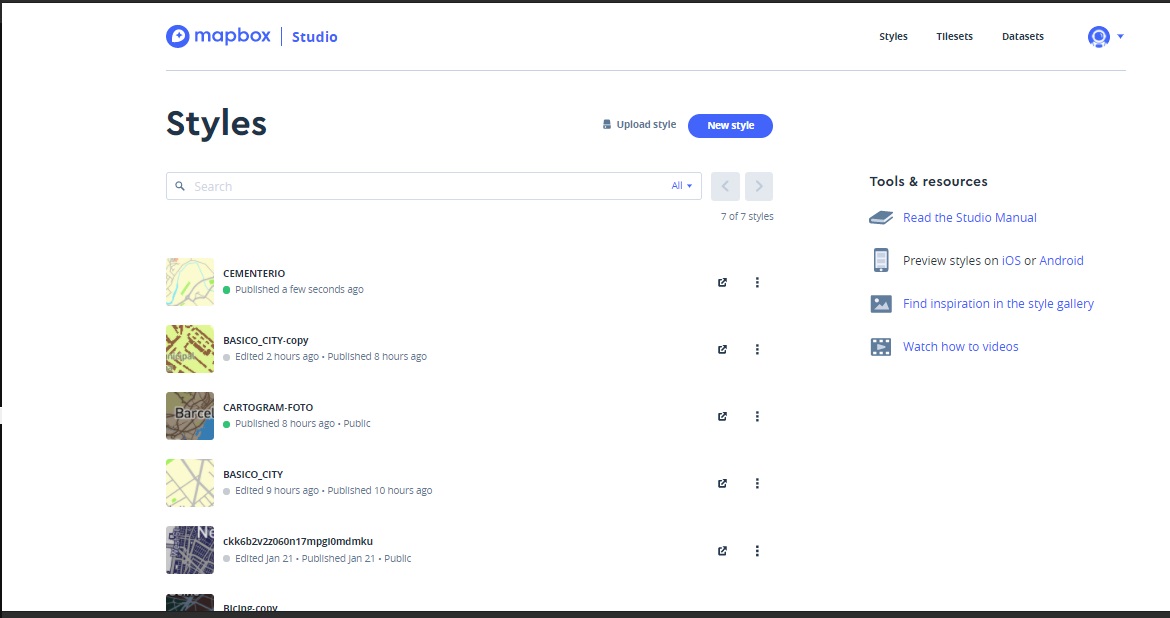 mapbox | Studio
Styles
Tilesets
Datasets
Styles
Upload style
New style
Search
All
7 of 7 styles
CEMENTERIO
Published a few seconds ago
BASICO_CITY-copy
Edited 2 hours ago • Published 8 hours ago
Barcel
CARTOGRAM-FOTO
Published 8 hours ago • Public
BASICO_CITY
Edited 9 hours ago • Published 10 hours ago
Ne
ckk6b2v2z060n17mpgl0mdmku
Edited Jan 21 • Published Jan 21 • Public
Bicing-copy
Tools & resources
Read the Studio Manual
Preview styles on iOS or Android
Find inspiration in the style gallery
Watch how to videos